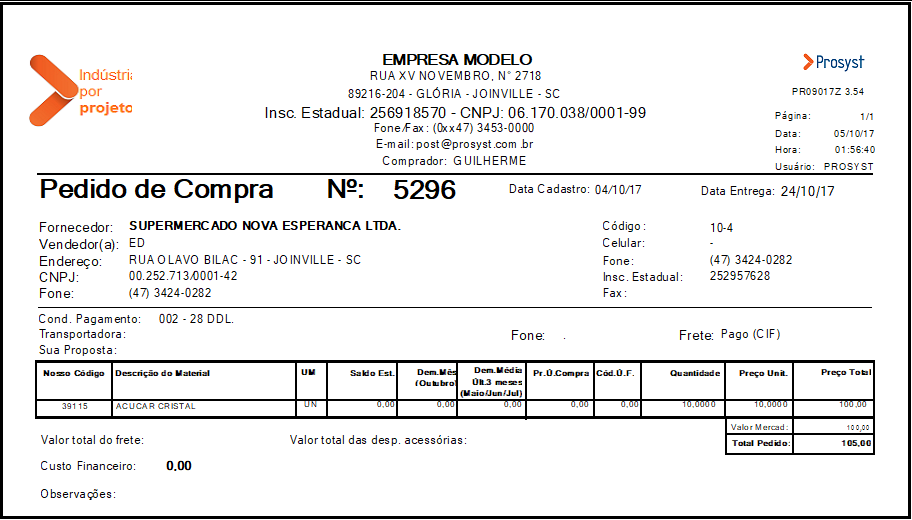 Indústri
por
projeto
EMPRESA MODELO
RUA XV NOVEMBRO, N° 2718
89216-204 - GLÓRIA - JOINVILLE - SC
Insc. Estadual: 256918570 - CNPJ: 06.170.038/0001-99
Fone/Fax: (0xx47) 3453-0000
E-mail: post@prosyst.com.br
Comprador: GUILHERME
Prosyst
PR09017Z 3.54
Página: 1/1
Data: 05/10/17
Hora: 01:56:40
Usuário: PROSYST
Pedido de Compra Nº: 5296 Data Cadastro: 04/10/17 Data Entrega: 24/10/17
Fornecedor: SUPERMERCADO NOVA ESPERANCA LTDA. Código: 10-4
Vendedor(a): ED Celular: -
Endereço: RUA OLAVO BILAC - 91 - JOINVILLE - SC Fone: (47) 3424-0282
CNPJ: 00.252.713/0001-42 Insc. Estadual: 252957628
Fone: (47) 3424-0282 Fax:
Cond. Pagamento: 002 - 28 DDL.
Transportadora: Fone: . Frete: Pago (CIF)
Sua Proposta:
Nosso Código Descrição do Material UM Saldo Est. Dem.Mês (Outubro) Dem.Média Últ.3 meses (Maio/Jun/Jul) Pr.Ú.Compra Cód.Ú.F. Quantidade Preço Unit. Preço Total
39115 ACUCAR CRISTAL UN 0,00 0,00 0,00 0,00 0,00 10,0000 10,0000 100,00
Valor Mercad: 100,00
Valor total do frete: Valor total das desp. acessórias: Total Pedido: 105,00
Custo Financeiro: 0,00
Observações: